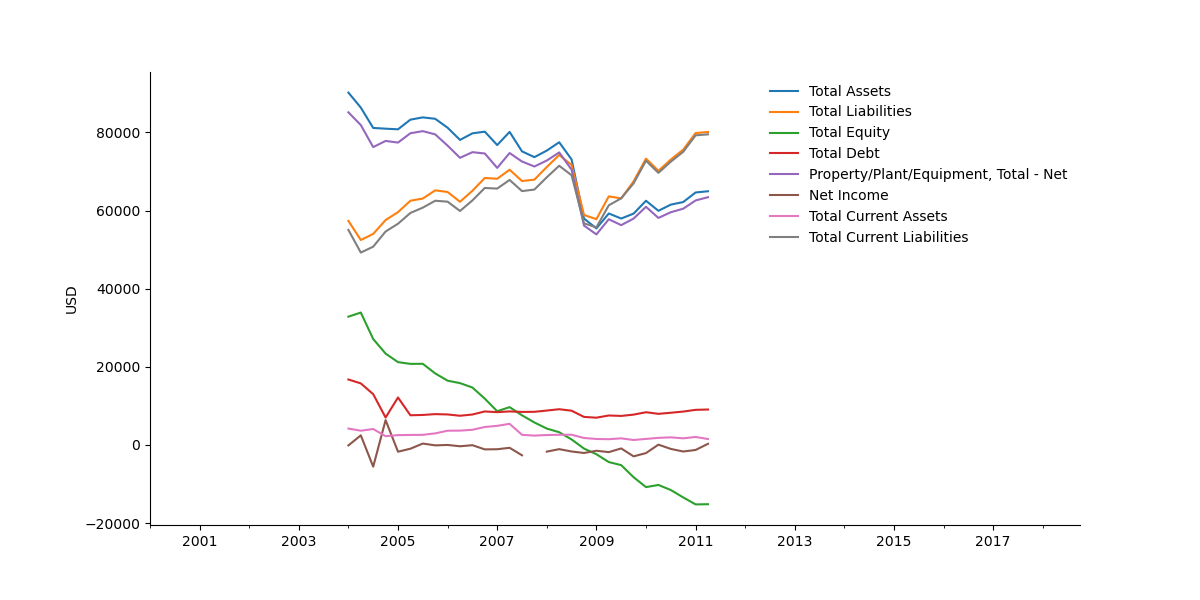 USD
80000
60000
40000
20000
0
−20000
2001 2003 2005 2007 2009 2011 2013 2015 2017
Total Assets
Total Liabilities
Total Equity
Total Debt
Property/Plant/Equipment, Total - Net
Net Income
Total Current Assets
Total Current Liabilities